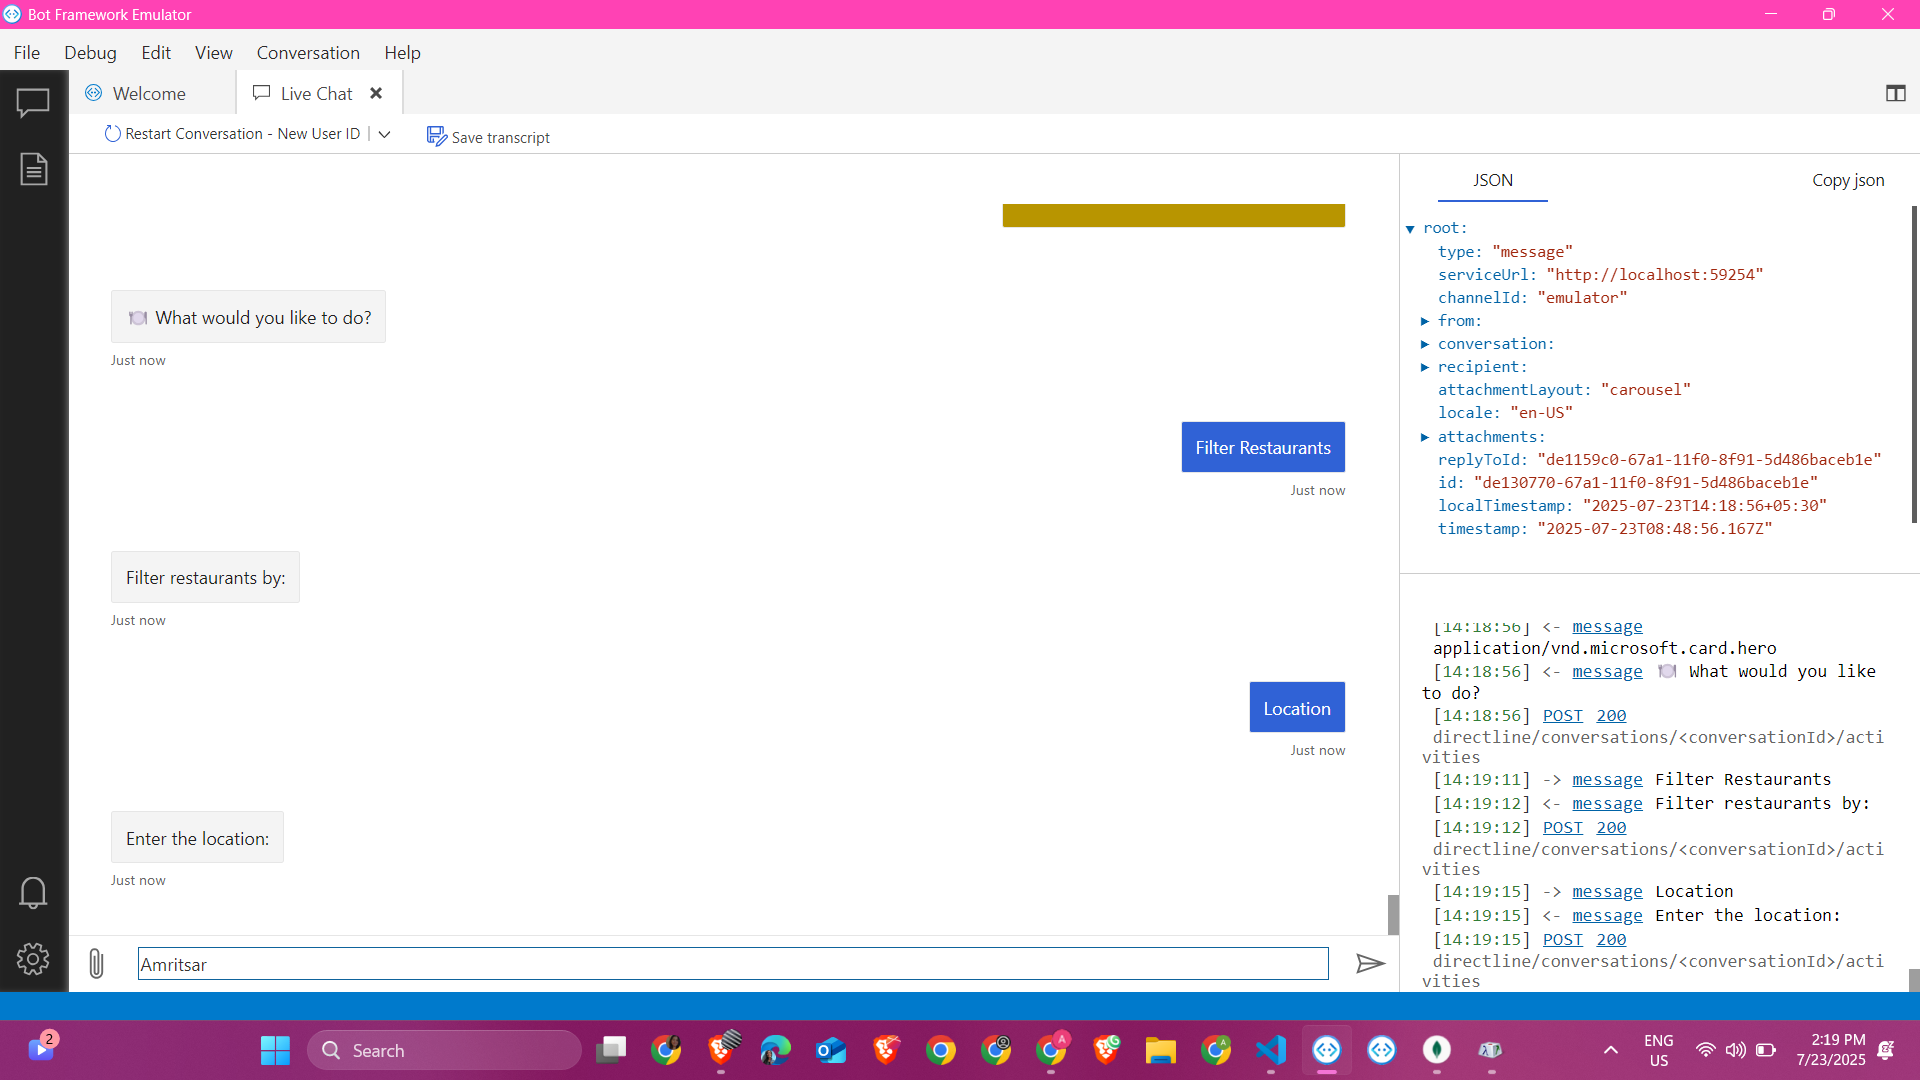 Bot Framework Emulator
File Debug Edit View Conversation Help
Welcome
Live Chat
Restart Conversation - New User ID
Save transcript
🍽️ What would you like to do?
Just now
Filter Restaurants
Just now
Filter restaurants by:
Just now
Location
Just now
Enter the location:
Just now
Amritsar
JSON
Copy json
root:
type: "message"
serviceUrl: "http://localhost:59254"
channelId: "emulator"
from:
conversation:
recipient:
attachmentLayout: "carousel"
locale: "en-US"
attachments:
replyToId: "de1159c0-67a1-11f0-8f91-5d486baceb1e"
id: "de130770-67a1-11f0-8f91-5d486baceb1e"
localTimestamp: "2025-07-23T14:18:56+05:30"
timestamp: "2025-07-23T08:48:56.167Z"
[14:18:56] <- message
application/vnd.microsoft.card.hero
[14:18:56] <- message 🍽️ What would you like
to do?
[14:18:56] POST 200
directline/conversations/<conversationId>/acti
vities
[14:19:11] -> message Filter Restaurants
[14:19:12] <- message Filter restaurants by:
[14:19:12] POST 200
directline/conversations/<conversationId>/acti
vities
[14:19:15] -> message Location
[14:19:15] <- message Enter the location:
[14:19:15] POST 200
directline/conversations/<conversationId>/acti
vities
2
Search
A
G
A
ENG
US
2:19 PM
7/23/2025